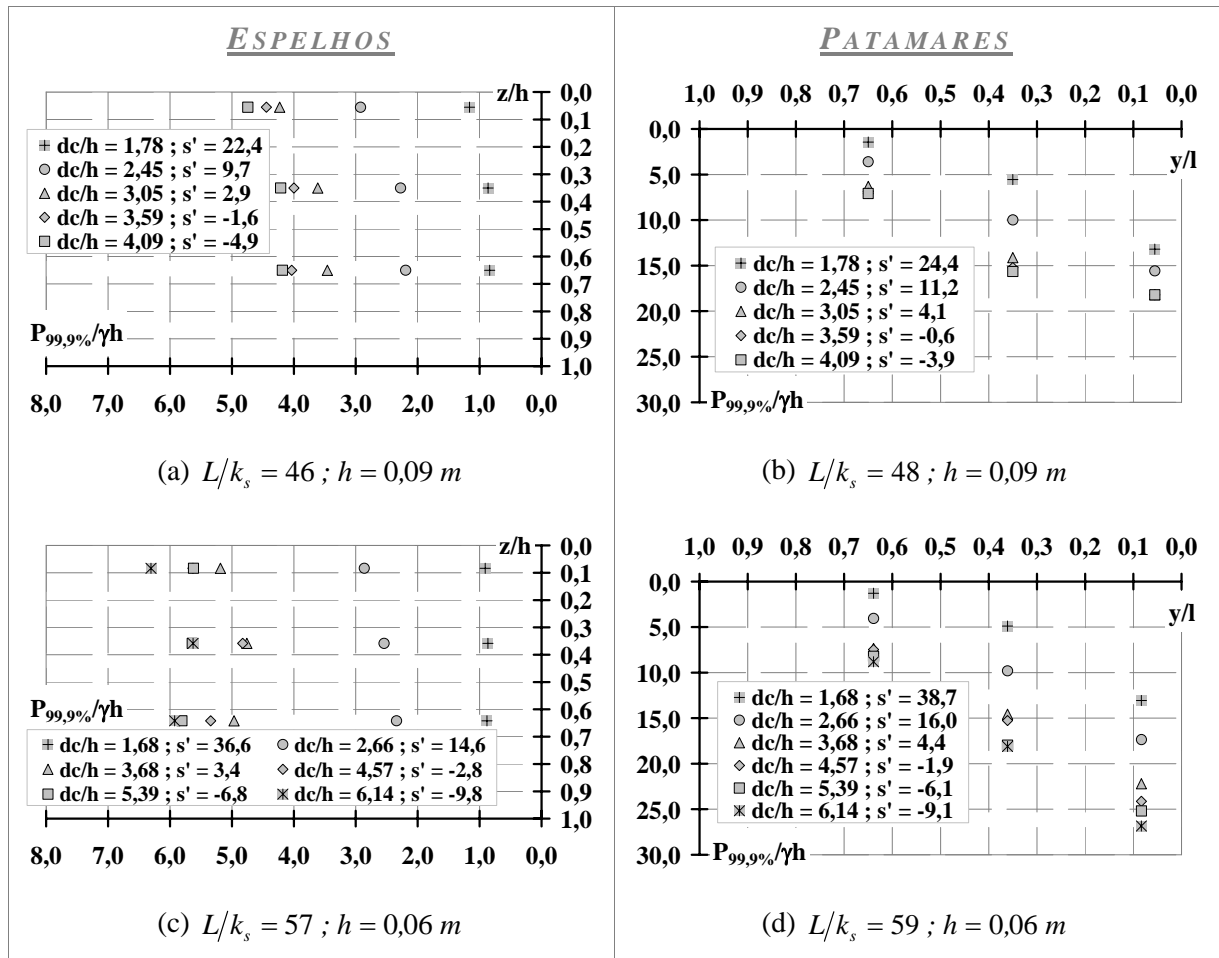 ESPELHOS
PATAMARES
z/h
0,0
0,1
0,2
0,3
0,4
0,5
0,6
0,7
0,8
0,9
1,0
dc/h = 1,78 ; s' = 22,4
dc/h = 2,45 ; s' = 9,7
dc/h = 3,05 ; s' = 2,9
dc/h = 3,59 ; s' = -1,6
dc/h = 4,09 ; s' = -4,9
P99,9%/γh
8,0 7,0 6,0 5,0 4,0 3,0 2,0 1,0 0,0
(a) L/ks = 46 ; h = 0,09 m
1,0 0,9 0,8 0,7 0,6 0,5 0,4 0,3 0,2 0,1 0,0
y/l
0,0
5,0
10,0
15,0
20,0
25,0
30,0
dc/h = 1,78 ; s' = 24,4
dc/h = 2,45 ; s' = 11,2
dc/h = 3,05 ; s' = 4,1
dc/h = 3,59 ; s' = -0,6
dc/h = 4,09 ; s' = -3,9
P99,9%/γh
(b) L/ks = 48 ; h = 0,09 m
z/h
0,0
0,1
0,2
0,3
0,4
0,5
0,6
0,7
0,8
0,9
1,0
P99,9%/γh
dc/h = 1,68 ; s' = 36,6 dc/h = 2,66 ; s' = 14,6
dc/h = 3,68 ; s' = 3,4 dc/h = 4,57 ; s' = -2,8
dc/h = 5,39 ; s' = -6,8 dc/h = 6,14 ; s' = -9,8
8,0 7,0 6,0 5,0 4,0 3,0 2,0 1,0 0,0
(c) L/ks = 57 ; h = 0,06 m
1,0 0,9 0,8 0,7 0,6 0,5 0,4 0,3 0,2 0,1 0,0
y/l
0,0
5,0
10,0
15,0
20,0
25,0
30,0
dc/h = 1,68 ; s' = 38,7
dc/h = 2,66 ; s' = 16,0
dc/h = 3,68 ; s' = 4,4
dc/h = 4,57 ; s' = -1,9
dc/h = 5,39 ; s' = -6,1
dc/h = 6,14 ; s' = -9,1
P99,9%/γh
(d) L/ks = 59 ; h = 0,06 m